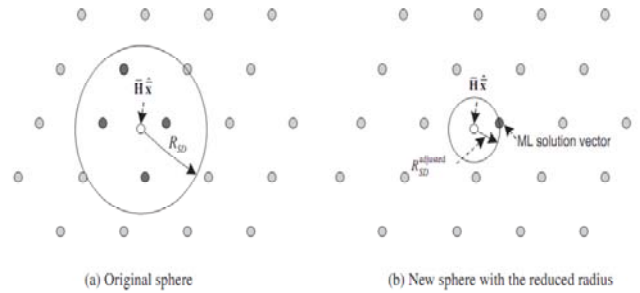 H̅ x̂̅
R_SD
(a) Original sphere
H̅ x̂̅
ML solution vector
R_SD^adjusted
(b) New sphere with the reduced radius